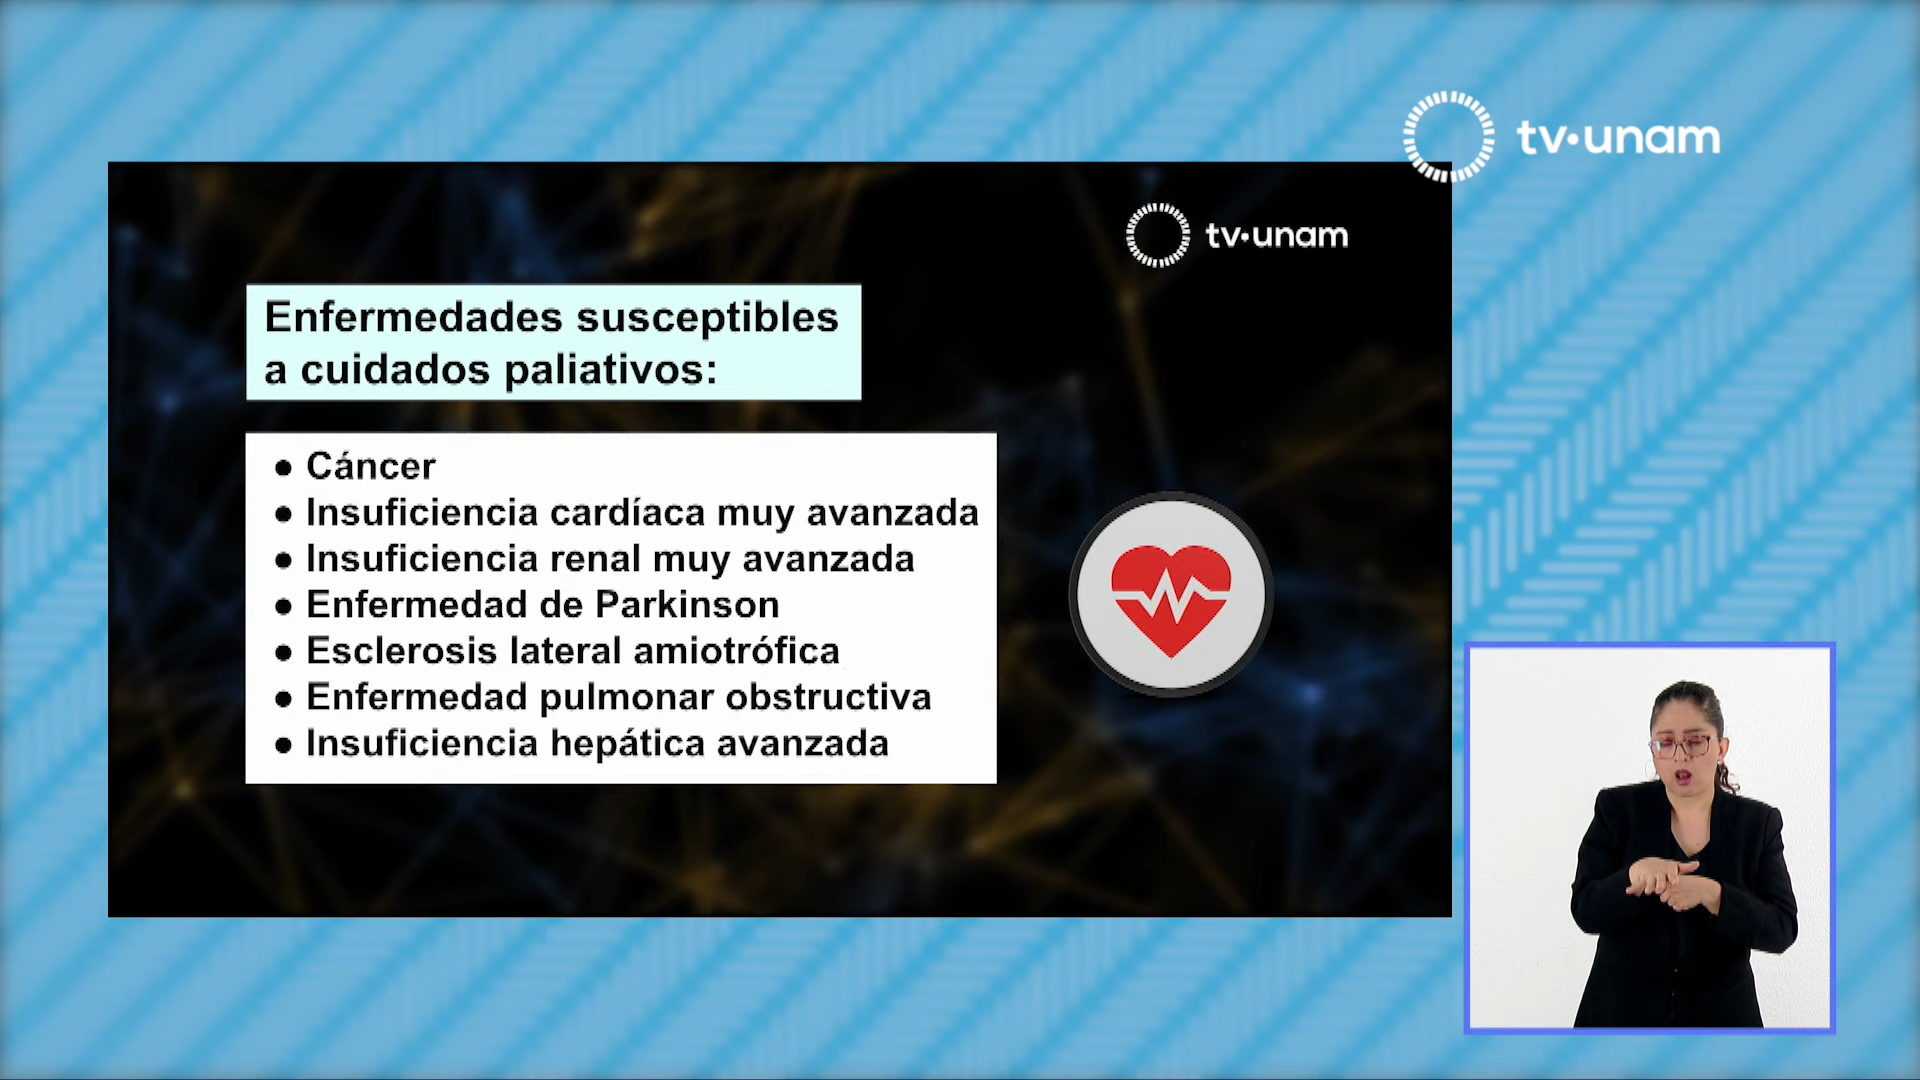 tv·unam
tv·unam
Enfermedades susceptibles
a cuidados paliativos:
● Cáncer
● Insuficiencia cardíaca muy avanzada
● Insuficiencia renal muy avanzada
● Enfermedad de Parkinson
● Esclerosis lateral amiotrófica
● Enfermedad pulmonar obstructiva
● Insuficiencia hepática avanzada